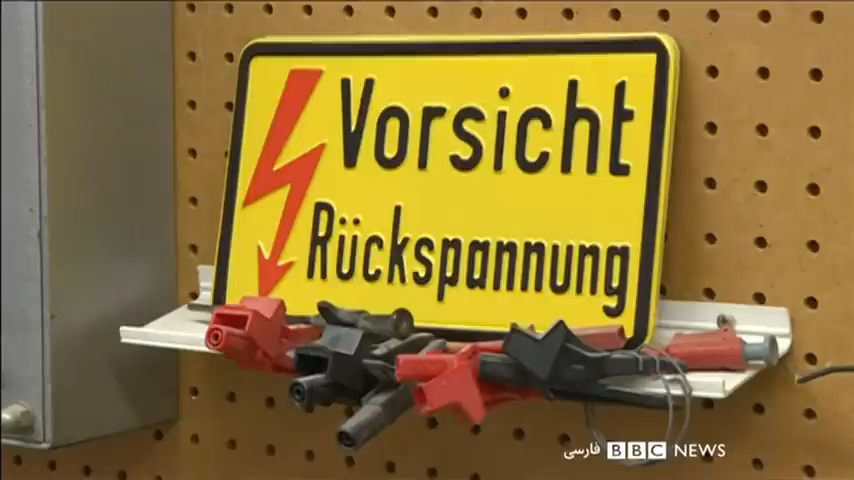 Vorsicht
Rückspannung
فارسی BBC NEWS